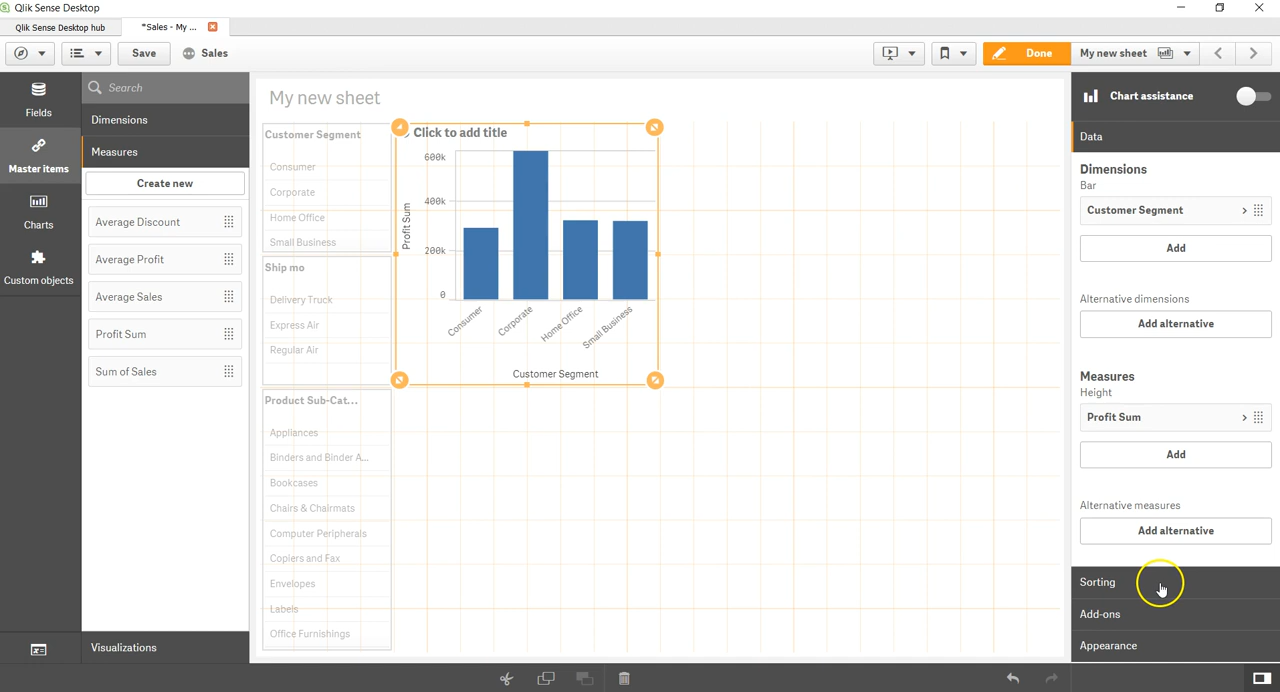 Qlik Sense Desktop
Qlik Sense Desktop hub
*Sales - My ...
Save
Sales
Done
My new sheet
Fields
Master items
Charts
Custom objects
Search
Dimensions
Measures
Create new
Average Discount
Average Profit
Average Sales
Profit Sum
Sum of Sales
Visualizations
My new sheet
Customer Segment
Consumer
Corporate
Home Office
Small Business
Ship mo
Delivery Truck
Express Air
Regular Air
Product Sub-Cat...
Appliances
Binders and Binder A...
Bookcases
Chairs & Chairmats
Computer Peripherals
Copiers and Fax
Envelopes
Labels
Office Furnishings
Click to add title
Profit Sum
600k
400k
200k
0
Consumer
Corporate
Home Office
Small Business
Customer Segment
Chart assistance
Data
Dimensions
Bar
Customer Segment
Add
Alternative dimensions
Add alternative
Measures
Height
Profit Sum
Add
Alternative measures
Add alternative
Sorting
Add-ons
Appearance